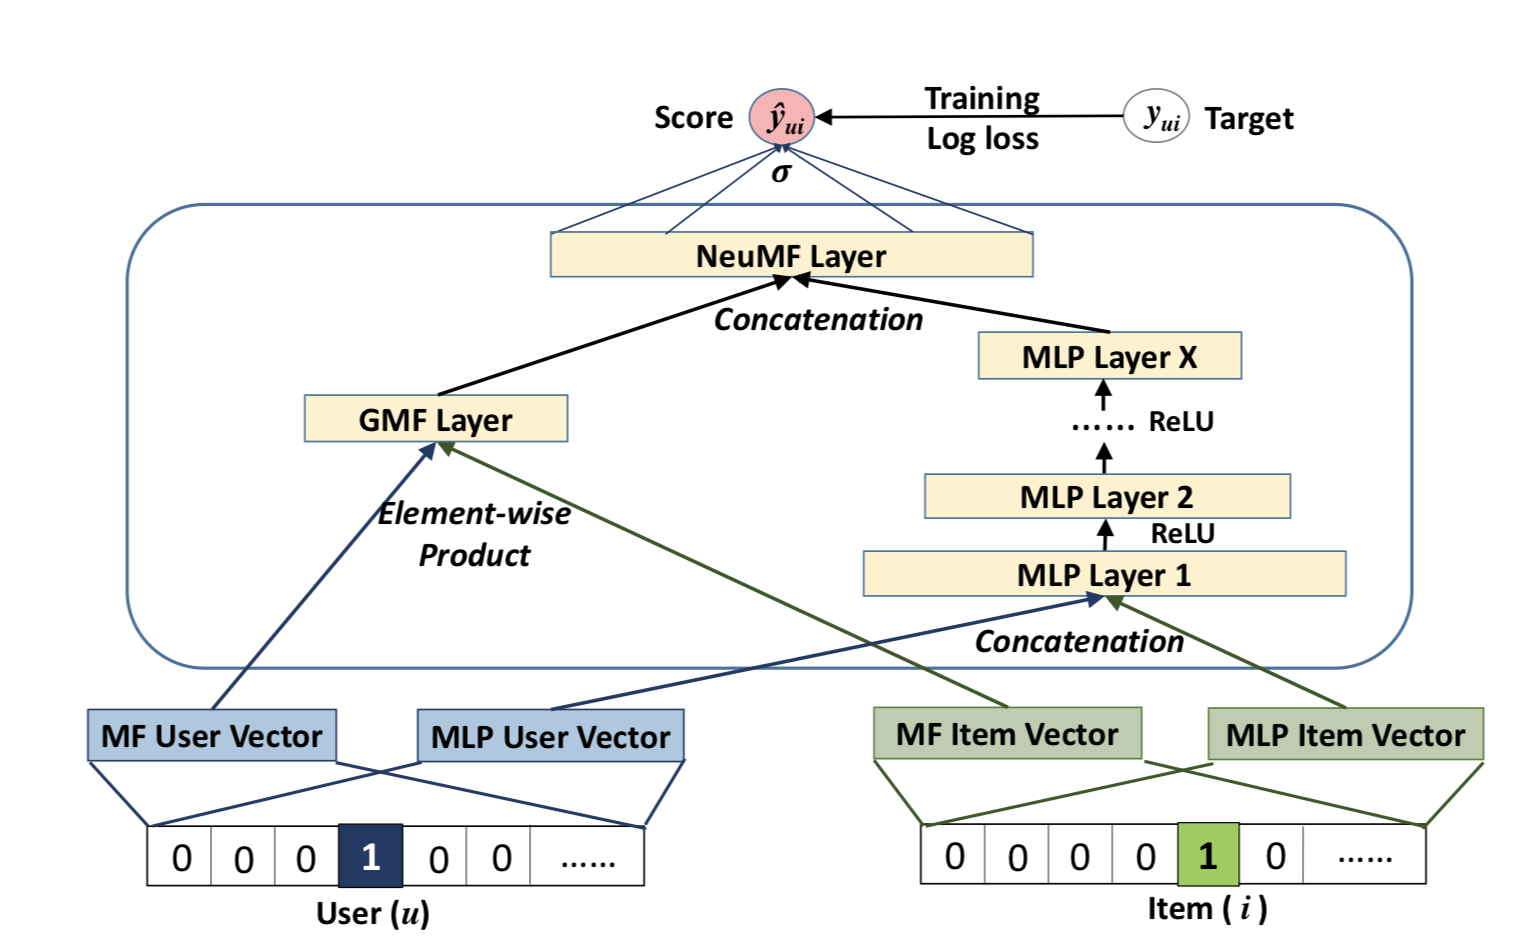 Training
Score ŷui yui Target
Log loss
σ
NeuMF Layer
Concatenation
MLP Layer X
GMF Layer
...... ReLU
MLP Layer 2
Element-wise
Product
ReLU
MLP Layer 1
Concatenation
MF User Vector MLP User Vector MF Item Vector MLP Item Vector
0 0 0 1 0 0 ...... 0 0 0 0 1 0 ......
User (u) Item ( i )